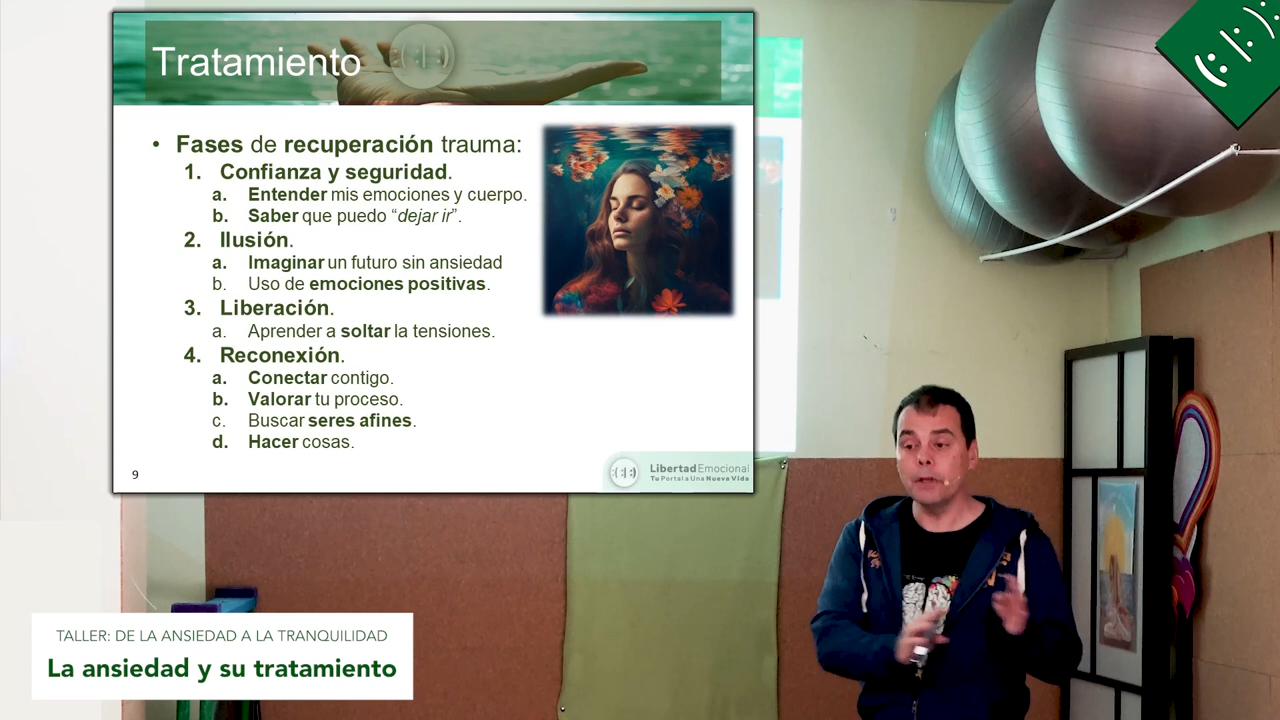 Tratamiento
• Fases de recuperación trauma:
1. Confianza y seguridad.
a. Entender mis emociones y cuerpo.
b. Saber que puedo “dejar ir”.
2. Ilusión.
a. Imaginar un futuro sin ansiedad
b. Uso de emociones positivas.
3. Liberación.
a. Aprender a soltar la tensiones.
4. Reconexión.
a. Conectar contigo.
b. Valorar tu proceso.
c. Buscar seres afines.
d. Hacer cosas.
9
Libertad Emocional
Tu Portal a Una Nueva Vida
TALLER: DE LA ANSIEDAD A LA TRANQUILIDAD
La ansiedad y su tratamiento